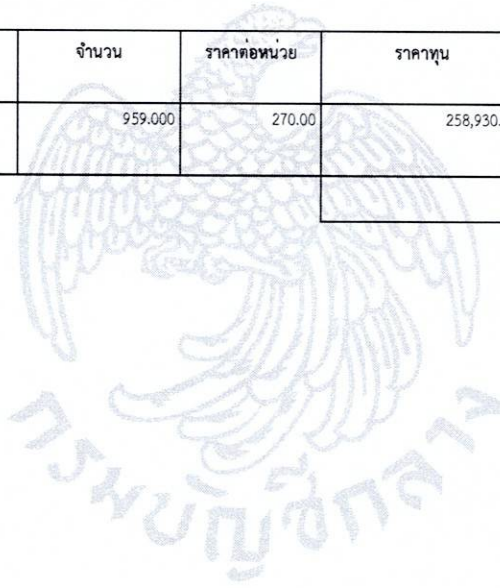 จำนวน ราคาต่อหน่วย ราคาทุน
959.000 270.00 258,930.
กรมบัญชีกลาง